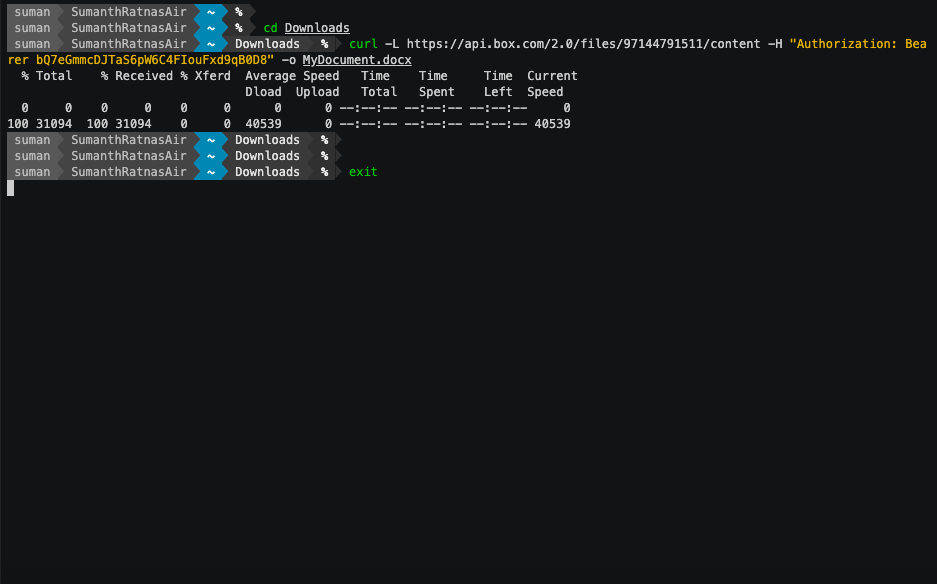 suman SumanthRatnasAir ~ %
suman SumanthRatnasAir ~ % cd Downloads
suman SumanthRatnasAir ~ Downloads % curl -L https://api.box.com/2.0/files/97144791511/content -H "Authorization: Bea
rer bQ7eGmmcDJTaS6pW6C4FIouFxd9qB0D8" -o MyDocument.docx
% Total % Received % Xferd Average Speed Time Time Time Current
Dload Upload Total Spent Left Speed
0 0 0 0 0 0 0 0 --:--:-- --:--:-- --:--:-- 0
100 31094 100 31094 0 0 40539 0 --:--:-- --:--:-- --:--:-- 40539
suman SumanthRatnasAir ~ Downloads %
suman SumanthRatnasAir ~ Downloads %
suman SumanthRatnasAir ~ Downloads % exit